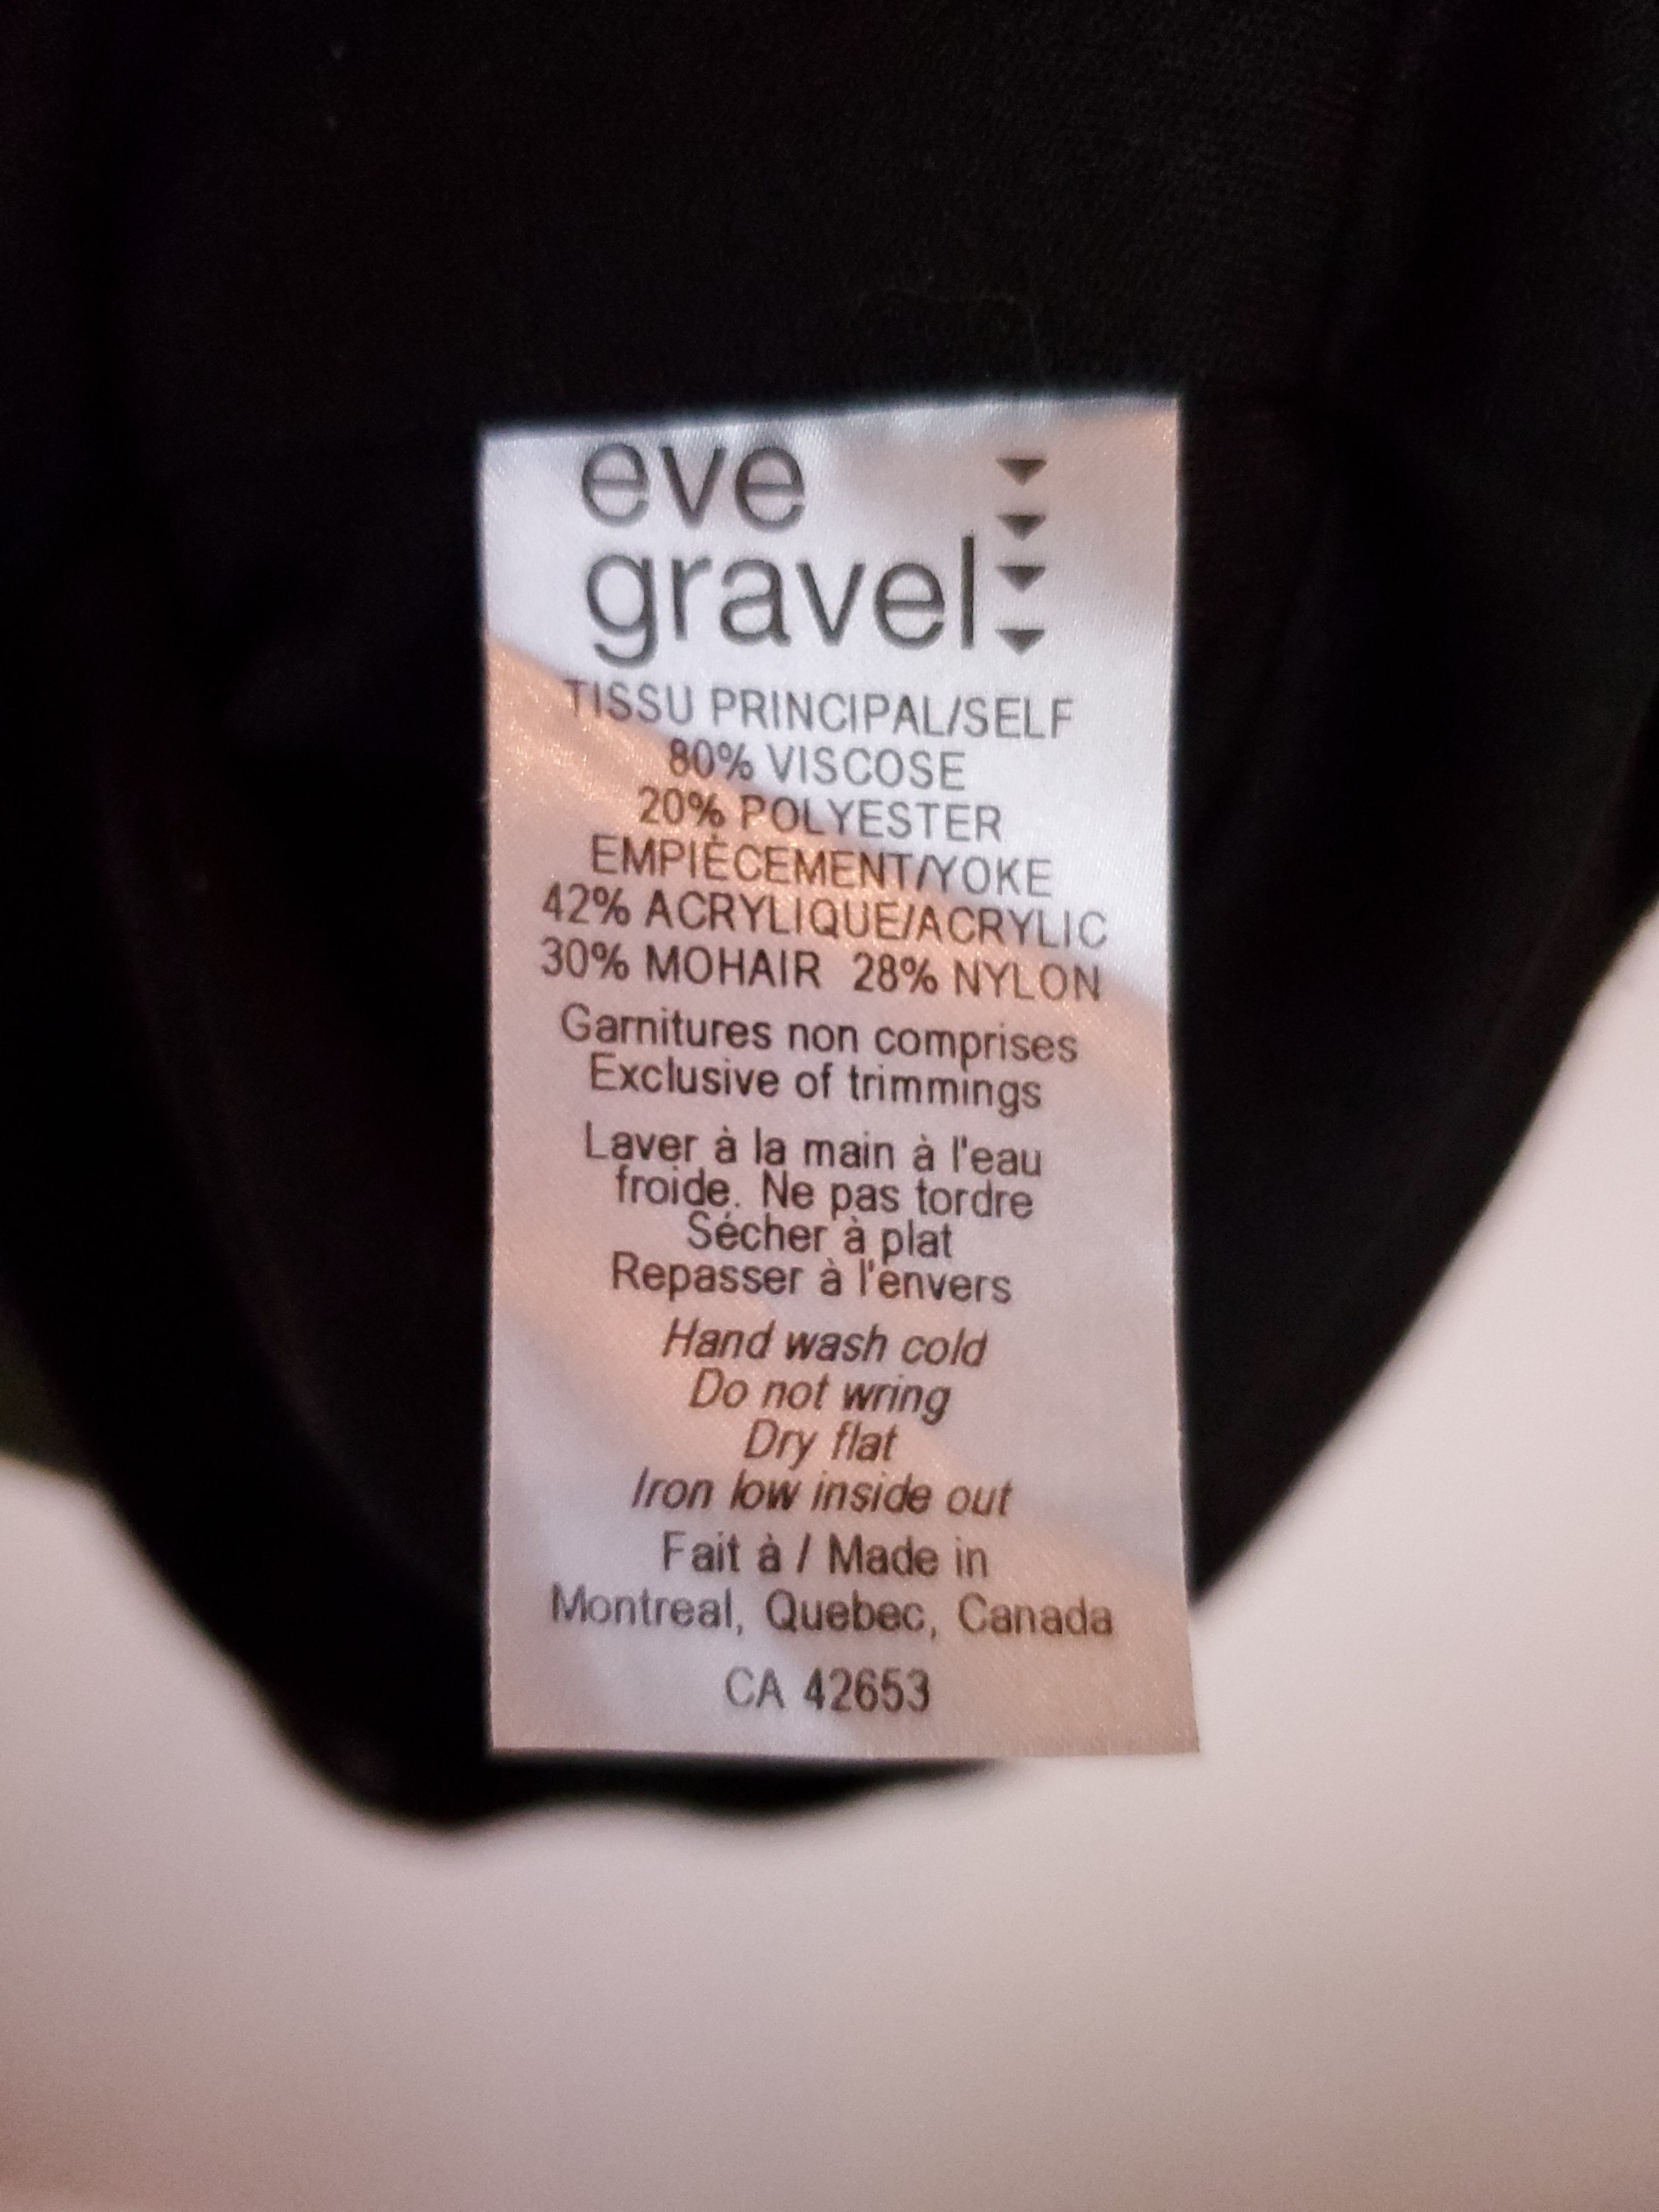 eve
gravel
TISSU PRINCIPAL/SELF
80% VISCOSE
20% POLYESTER
EMPIÈCEMENT/YOKE
42% ACRYLIQUE/ACRYLIC
30% MOHAIR 28% NYLON
Garnitures non comprises
Exclusive of trimmings
Laver à la main à l'eau
froide. Ne pas tordre
Sécher à plat
Repasser à l'envers
Hand wash cold
Do not wring
Dry flat
Iron low inside out
Fait à / Made in
Montreal, Quebec, Canada
CA 42653